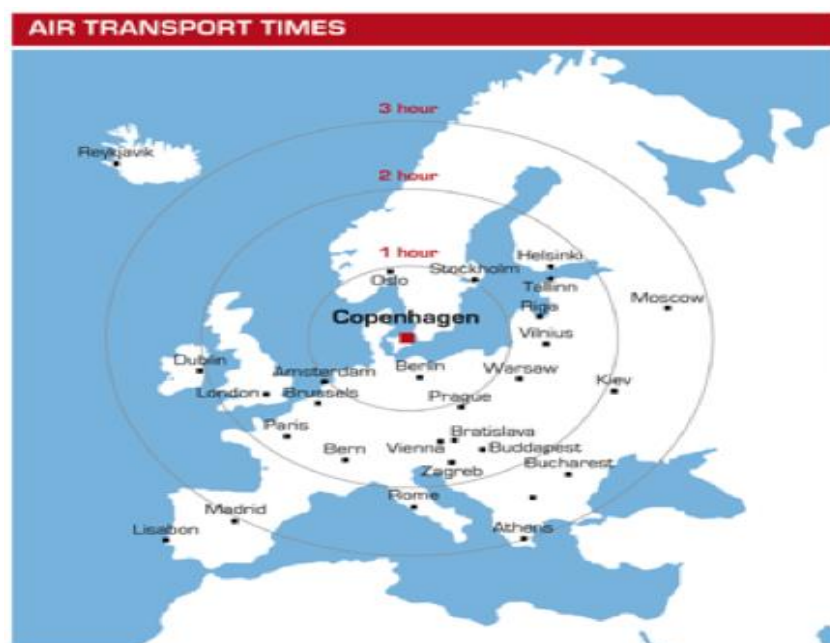 AIR TRANSPORT TIMES
3 hour
Reykjavik
2 hour
1 hour
Helsinki
Stockholm
Oslo
Tallinn
Riga
Moscow
Copenhagen
Vilnius
Dublin
Amsterdam
Berlin
Warsaw
Kiev
London
Brussels
Prague
Paris
Bratislava
Vienna
Buddapest
Bern
Zagreb
Bucharest
Rome
Madrid
Lisabon
Athens